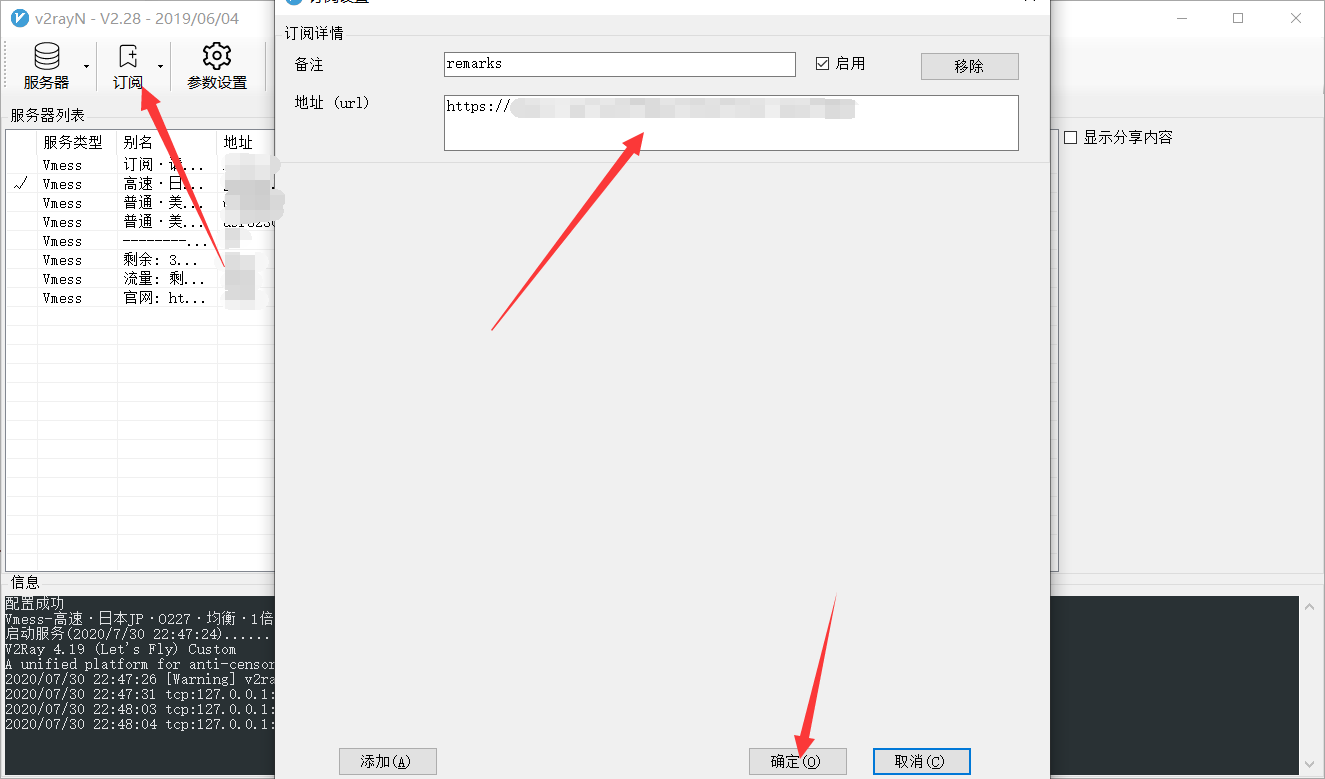 v2rayN - V2.28 - 2019/06/04
服务器
订阅
参数设置
服务器列表
服务类型 别名 地址
Vmess 订阅·
Vmess 高速·日...
Vmess 普通·美...
Vmess 普通·美...
Vmess --------...
Vmess 剩余: 3...
Vmess 流量: 剩...
Vmess 官网: ht...
订阅设置
订阅详情
备注 remarks 启用 移除
地址 (url) https://
添加(A) 确定(O) 取消(C)
显示分享内容
信息
配置成功
Vmess-高速·日本JP·0227·均衡·1倍
启动服务(2020/7/30 22:47:24)......
V2Ray 4.19 (Let's Fly) Custom
A unified platform for anti-censor
2020/07/30 22:47:26 [Warning] v2ra
2020/07/30 22:47:31 tcp:127.0.0.1:
2020/07/30 22:48:03 tcp:127.0.0.1:
2020/07/30 22:48:04 tcp:127.0.0.1: